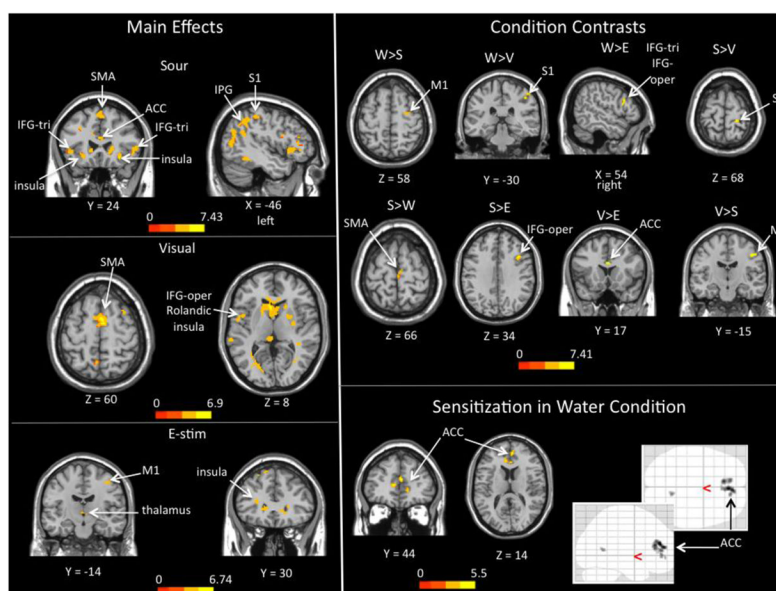 Main Effects
Sour
SMA
ACC
IFG-tri
IFG-tri
insula
insula
Y = 24
IPG
S1
X = -46
left
0
7.43
Visual
SMA
Z = 60
IFG-oper
Rolandic
insula
Z = 8
0
6.9
E-stim
M1
thalamus
Y = -14
insula
Y = 30
0
6.74
Condition Contrasts
W>S
M1
Z = 58
W>V
S1
Y = -30
W>E
IFG-tri
IFG-
oper
X = 54
right
S>V
S
Z = 68
S>W
SMA
Z = 66
S>E
IFG-oper
Z = 34
V>E
ACC
Y = 17
V>S
M
Y = -15
0
7.41
Sensitization in Water Condition
ACC
Y = 44
Z = 14
0
5.5
<
<
ACC